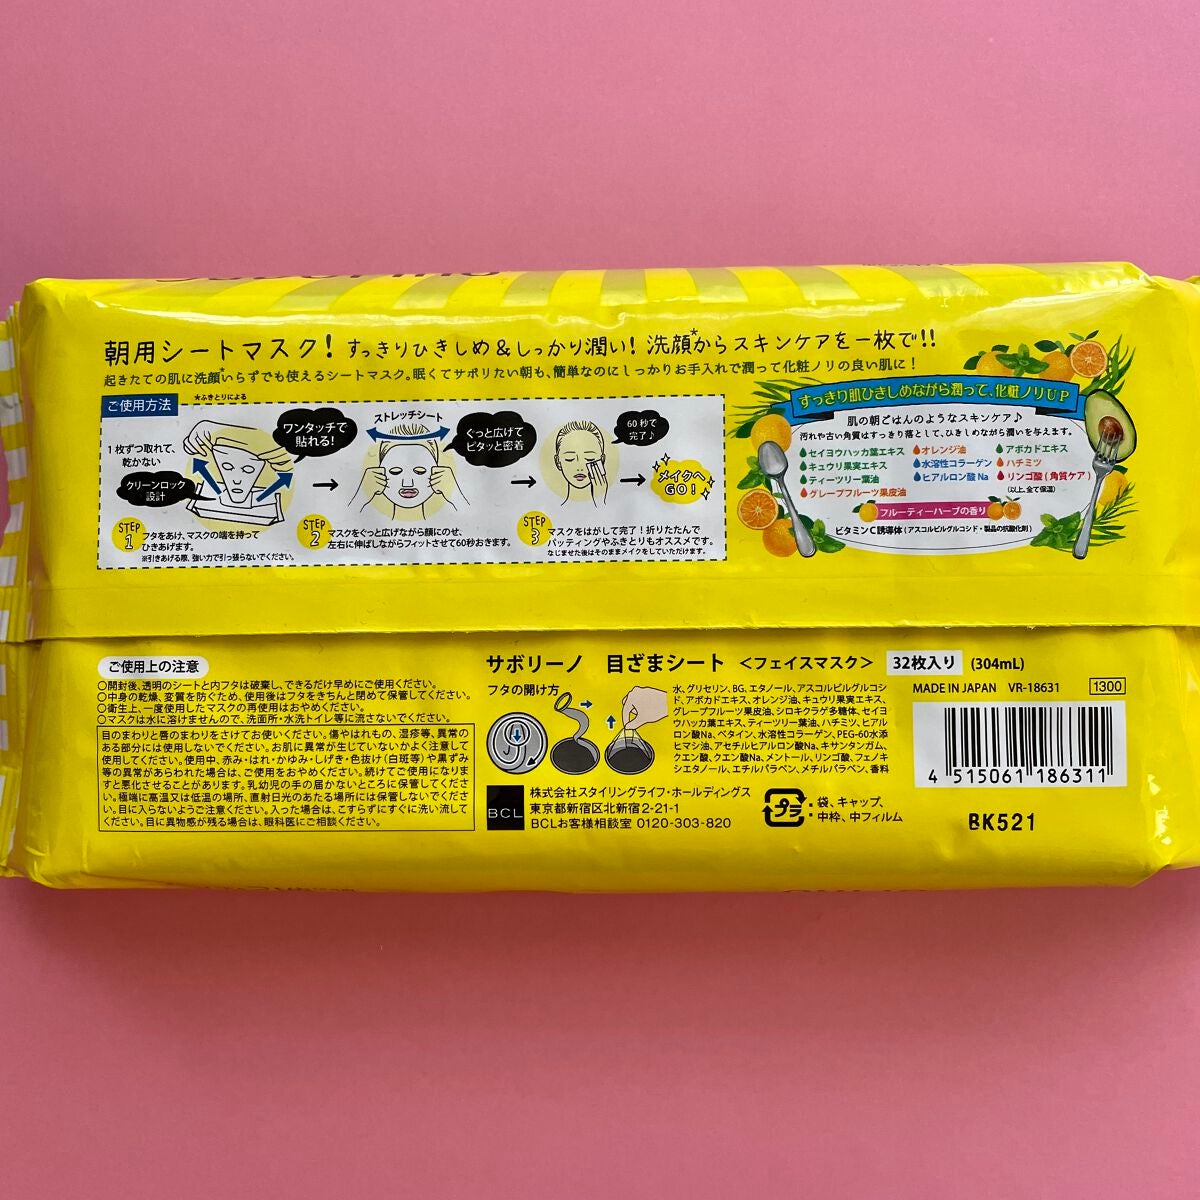 朝用シートマスク! すっきりひきしめ&しっかり潤い! 洗顔*からスキンケアを一枚で!!
起きたての肌に洗顔*いらずでも使えるシートマスク。眠くてサボりたい朝も、簡単なのにしっかりお手入れで潤って化粧ノリの良い肌に!
*ふきとりによる
ご使用方法
1枚ずつ取れて、
乾かない
クリーンロック
設計
ワンタッチで
貼れる!
STEP
1
フタをあけ、マスクの端を持って
ひきあげます。
※引きあげる際、強い力で引っ張らないでください。
→
ストレッチシート
ぐっと広げて
ピタッと密着
STEP
2
マスクをぐっと広げながら顔にのせ、
左右に伸ばしながらフィットさせて60秒おきます。
→
60秒で
完了♪
STEP
3
マスクをはがして完了!折りたたんで
パッティングやふきとりもオススメです。
なじませた後はそのままメイクをしていただけます。
→
メイクへ
GO!
すっきり肌ひきしめながら潤って、化粧ノリUP
肌の朝ごはんのようなスキンケア♪
汚れや古い角質はすっきり落として、ひきしめながら潤いを与えます。
セイヨウハッカ葉エキス オレンジ油 アボカドエキス
キュウリ果実エキス 水溶性コラーゲン ハチミツ
ティーツリー葉油 ヒアルロン酸Na リンゴ酸(角質ケア)
グレープフルーツ果皮油 (以上、全て保湿)
フルーティーハーブの香り
ビタミンC誘導体(アスコルビルグルコシド・製品の抗酸化剤)
ご使用上の注意
○開封後、透明のシートと内フタは破棄し、できるだけ早めにご使用ください。
○中身の乾燥、変質を防ぐため、使用後はフタをきちんと閉めて保管してください。
○衛生上、一度使用したマスクの再使用はおやめください。
○マスクは水に溶けませんので、洗面所・水洗トイレ等に流さないでください。
目のまわりと唇のまわりをさけてお使いください。傷やはれもの、湿疹等、異常の
ある部分には使用しないでください。お肌に異常が生じていないかよく注意して
使用してください。使用中、赤み・はれ・かゆみ・しげき・色抜け(白斑等)や黒ずみ
等の異常があらわれた場合は、ご使用をおやめください。続けてご使用になりま
すと悪化させることがあります。乳幼児の手の届かないところに保管してくださ
い。極端に高温又は低温の場所、直射日光のあたる場所には保管しないでくださ
い。目に入らないようご注意ください。入った場合は、こすらずにすぐに洗い流して
ください。目に異物感が残る場合は、眼科医にご相談ください。
サボリーノ 目ざまシート <フェイスマスク> 32枚入り (304mL)
フタの開け方
水、グリセリン、BG、エタノール、アスコルビルグルコシ
ド、アボカドエキス、オレンジ油、キュウリ果実エキス、
グレープフルーツ果皮油、シロキクラゲ多糖体、セイヨ
ウハッカ葉エキス、ティーツリー葉油、ハチミツ、ヒアル
ロン酸Na、ベタイン、水溶性コラーゲン、PEG-60水添
ヒマシ油、アセチルヒアルロン酸Na、キサンタンガム、
クエン酸、クエン酸Na、メントール、リンゴ酸、フェノキ
シエタノール、エチルパラベン、メチルパラベン、香料
BCL
株式会社スタイリングライフ・ホールディングス
東京都新宿区北新宿2-21-1
BCLお客様相談室 0120-303-820
プラ
:袋、キャップ、
中枠、中フィルム
MADE IN JAPAN VR-18631 1300
4 515061 186311
BK521